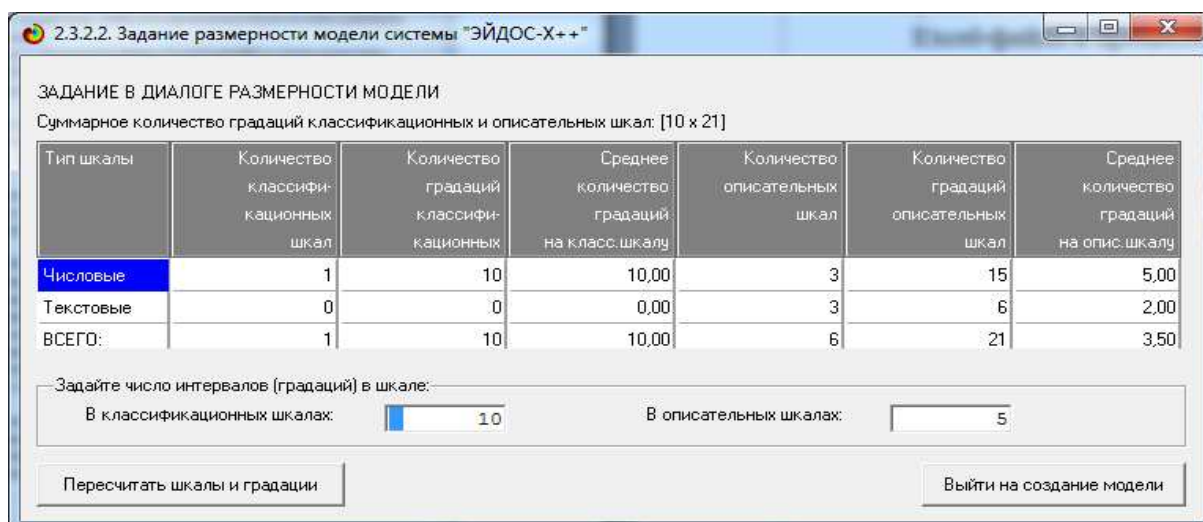 2.3.2.2. Задание размерности модели системы "ЭЙДОС-X++"
ЗАДАНИЕ В ДИАЛОГЕ РАЗМЕРНОСТИ МОДЕЛИ
Суммарное количество градаций классификационных и описательных шкал: [10 x 21]
Тип шкалы Количество Количество Среднее Количество Количество Среднее
классифи- градаций количество описательных градаций количество
кационных классифи- градаций шкал описательных градаций
шкал кационных на класс.шкалу шкал на опис.шкалу
Числовые 1 10 10,00 3 15 5,00
Текстовые 0 0 0,00 3 6 2,00
ВСЕГО: 1 10 10,00 6 21 3,50
Задайте число интервалов (градаций) в шкале:
В классификационных шкалах: 10 В описательных шкалах: 5
Пересчитать шкалы и градации Выйти на создание модели